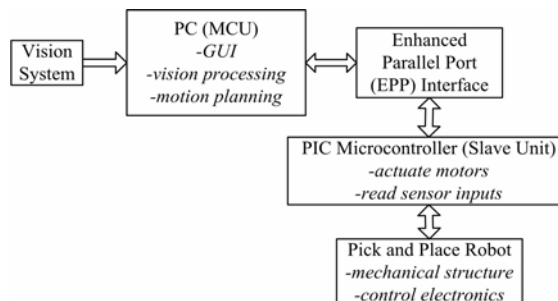 Vision
System
PC (MCU)
-GUI
-vision processing
-motion planning
Enhanced
Parallel Port
(EPP) Interface
PIC Microcontroller (Slave Unit)
-actuate motors
-read sensor inputs
Pick and Place Robot
-mechanical structure
-control electronics